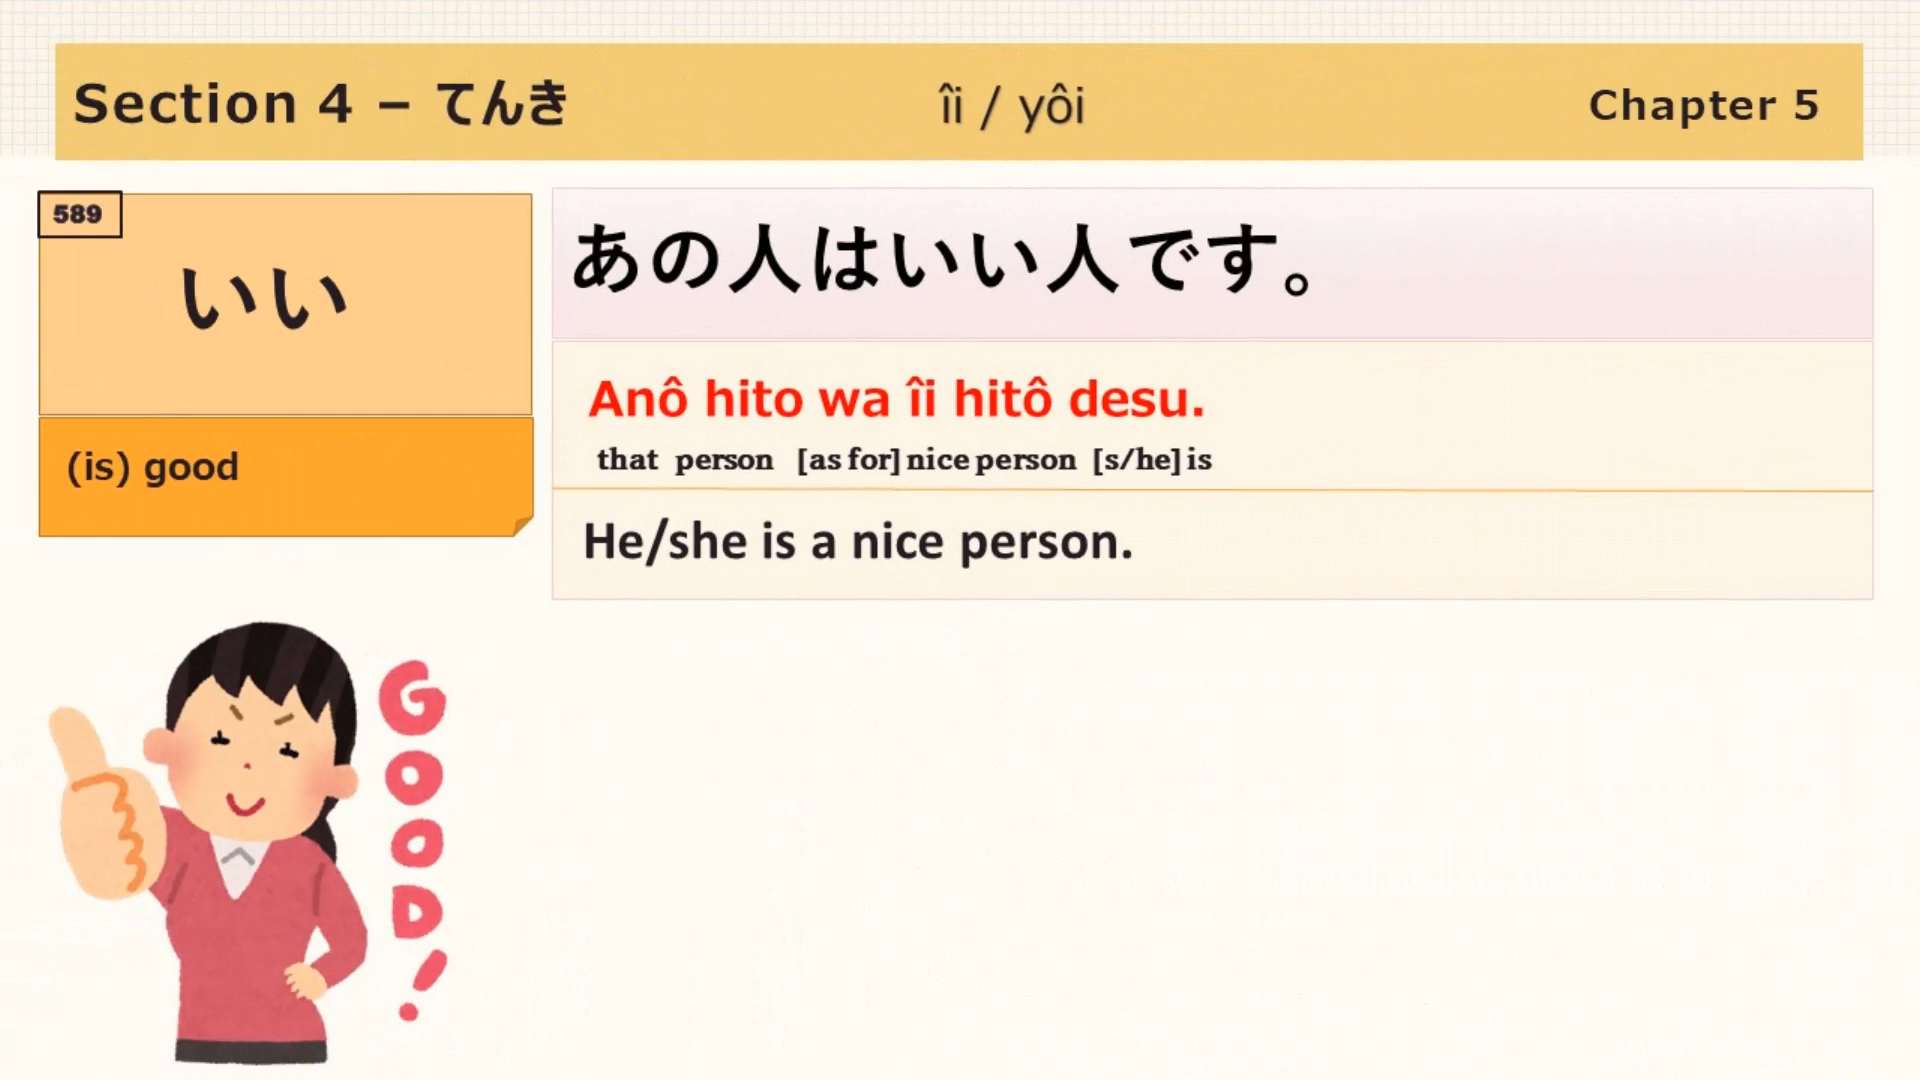 Section 4 – てんき
îi / yôi
Chapter 5
589
いい
(is) good
あの人はいい人です。
Anô hito wa îi hitô desu.
that person [as for] nice person [s/he] is
He/she is a nice person.
GOOD!